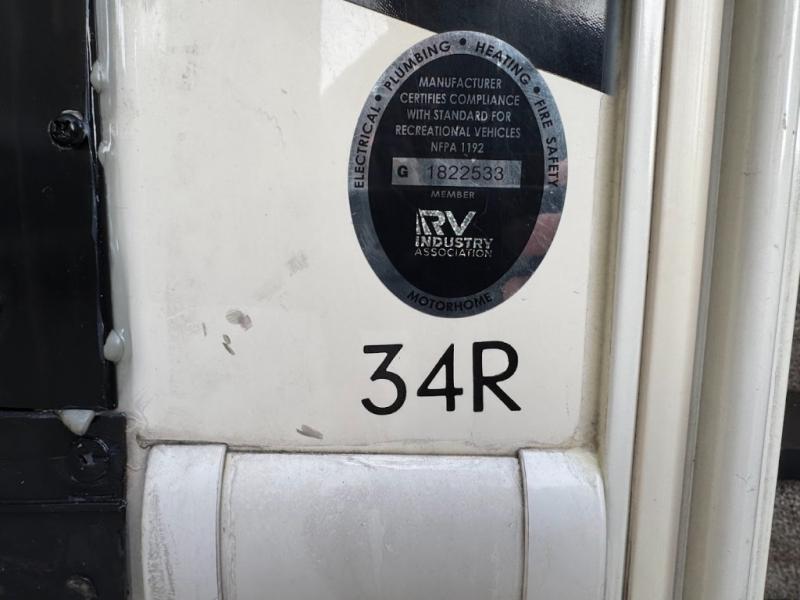 ELECTRICAL • PLUMBING • HEATING • FIRE SAFETY
MANUFACTURER
CERTIFIES COMPLIANCE
WITH STANDARD FOR
RECREATIONAL VEHICLES
NFPA 1192
G 1822533
MEMBER
RV
INDUSTRY
ASSOCIATION
MOTORHOME
34R